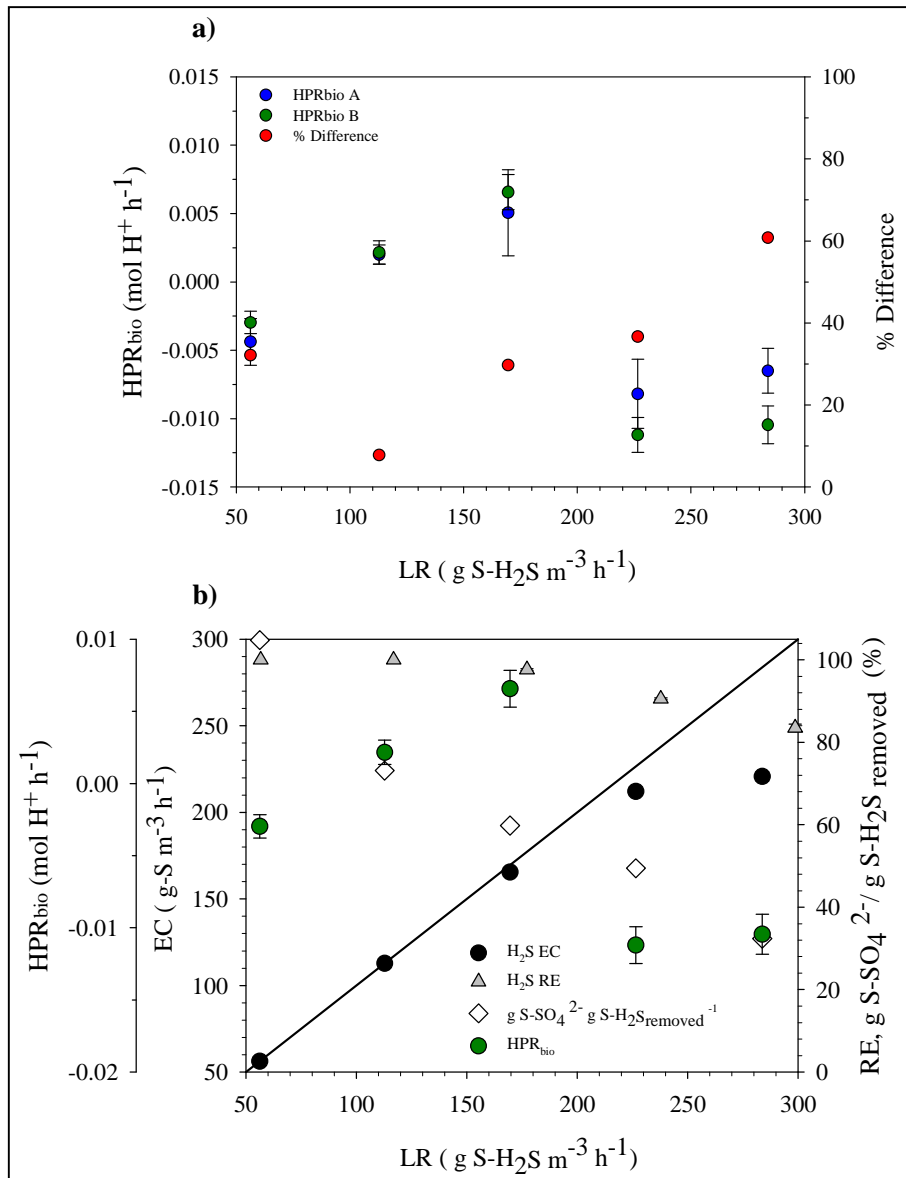 a)
HPRbio A
HPRbio B
% Difference
0.015
0.010
0.005
0.000
-0.005
-0.010
-0.015
HPRbio (mol H+ h-1)
100
80
60
40
20
0
% Difference
50 100 150 200 250 300
LR ( g S-H2S m-3 h-1)
b)
0.01
0.00
-0.01
-0.02
HPRbio (mol H+ h-1)
300
250
200
150
100
50
EC ( g-S m-3 h-1)
H2S EC
H2S RE
g S-SO4 2- g S-H2Sremoved -1
HPRbio
100
80
60
40
20
0
RE, g S-SO4 2-/ g S-H2S removed (%)
50 100 150 200 250 300
LR ( g S-H2S m-3 h-1)